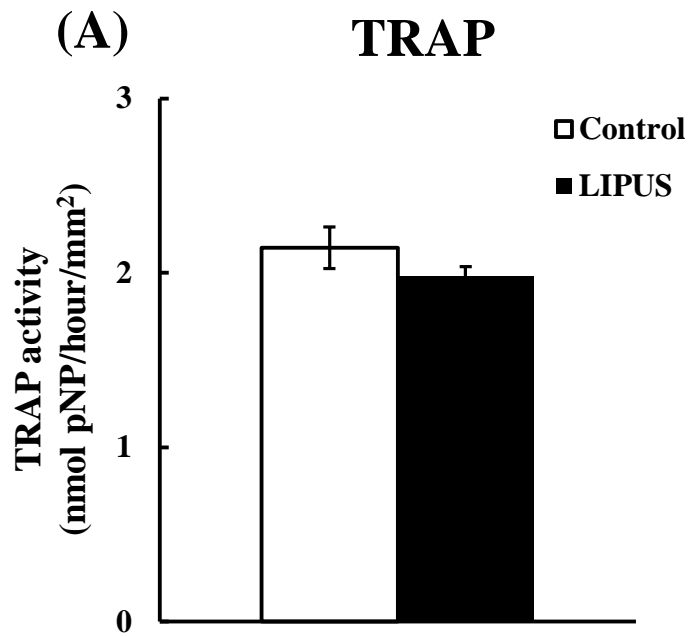 (A) TRAP
3
Control
LIPUS
2
TRAP activity
(nmol pNP/hour/mm²)
1
0